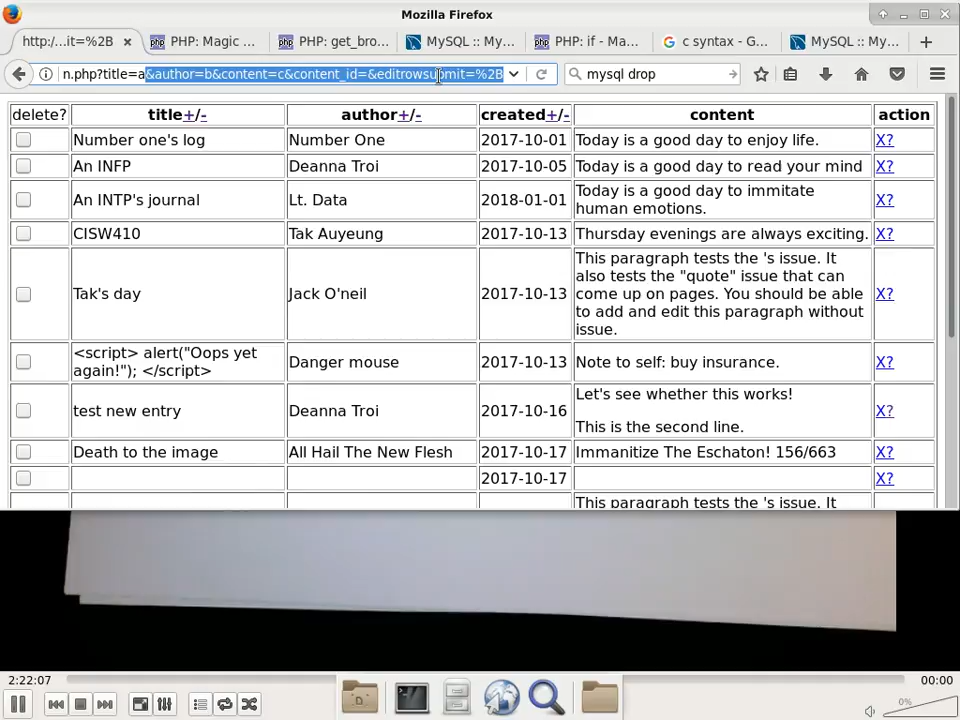 Mozilla Firefox
http:/...it=%2B
PHP: Magic ...
PHP: get_bro...
MySQL :: My...
PHP: if - Ma...
c syntax - G...
MySQL :: My...
n.php?title=a&author=b&content=c&content_id=&editrowsubmit=%2B
mysql drop
delete? title+/- author+/- created+/- content action
Number one's log Number One 2017-10-01 Today is a good day to enjoy life. X?
An INFP Deanna Troi 2017-10-05 Today is a good day to read your mind X?
An INTP's journal Lt. Data 2018-01-01 Today is a good day to immitate
human emotions. X?
CISW410 Tak Auyeung 2017-10-13 Thursday evenings are always exciting. X?
Tak's day Jack O'neil 2017-10-13 This paragraph tests the 's issue. It
also tests the "quote" issue that can
come up on pages. You should be able
to add and edit this paragraph without
issue. X?
<script> alert("Oops yet
again!"); </script> Danger mouse 2017-10-13 Note to self: buy insurance. X?
test new entry Deanna Troi 2017-10-16 Let's see whether this works!
This is the second line. X?
Death to the image All Hail The New Flesh 2017-10-17 Immanitize The Eschaton! 156/663 X?
2017-10-17 X?
This paragraph tests the 's issue. It
2:22:07 00:00
0%